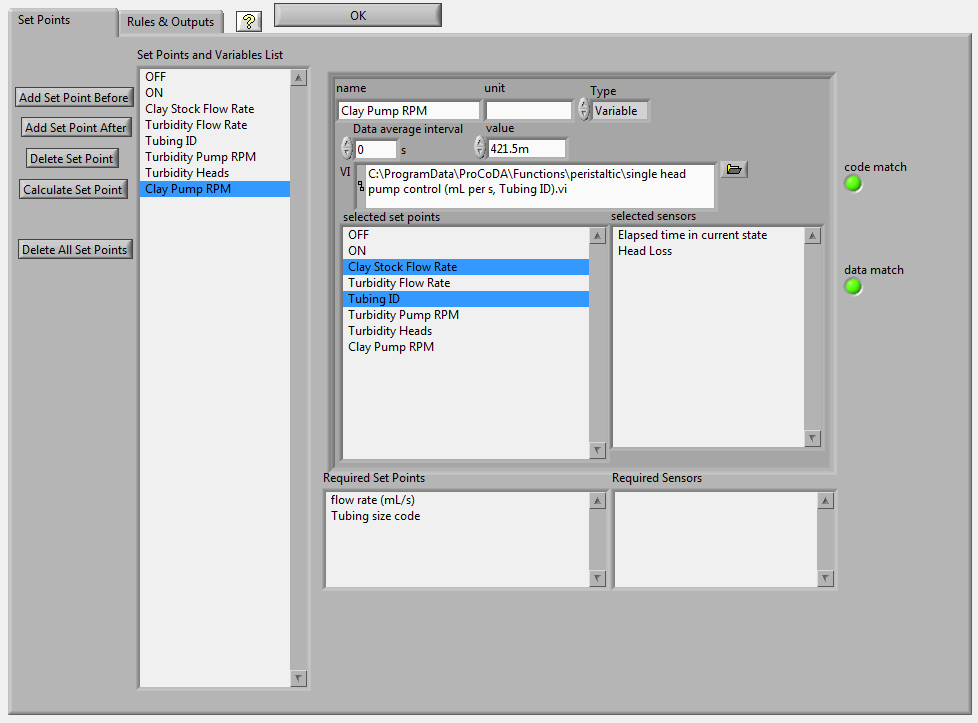 Set Points
Rules & Outputs
?
OK
Set Points and Variables List
OFF
ON
Clay Stock Flow Rate
Turbidity Flow Rate
Tubing ID
Turbidity Pump RPM
Turbidity Heads
Clay Pump RPM
Add Set Point Before
Add Set Point After
Delete Set Point
Calculate Set Point
Delete All Set Points
name
unit
Type
Clay Pump RPM
Variable
Data average interval
value
0
s
421.5m
VI
C:\ProgramData\ProCoDA\Functions\peristaltic\single head
pump control (mL per s, Tubing ID).vi
selected set points
OFF
ON
Clay Stock Flow Rate
Turbidity Flow Rate
Tubing ID
Turbidity Pump RPM
Turbidity Heads
Clay Pump RPM
selected sensors
Elapsed time in current state
Head Loss
code match
data match
Required Set Points
flow rate (mL/s)
Tubing size code
Required Sensors